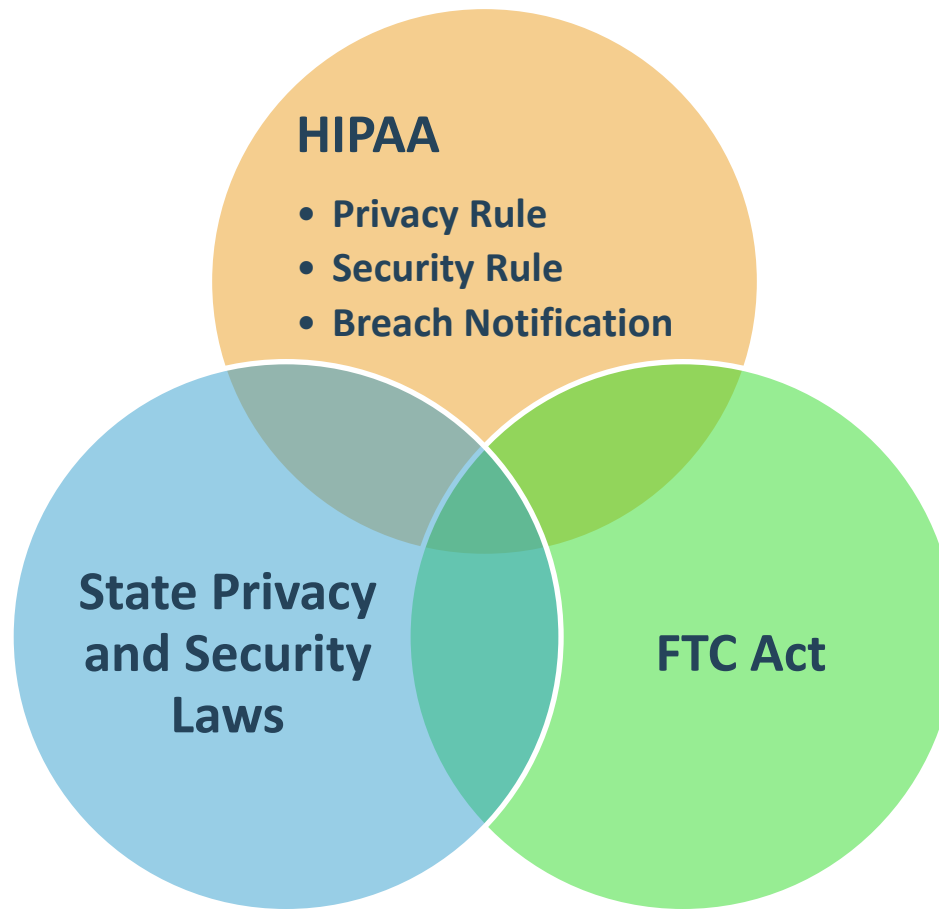 HIPAA
• Privacy Rule
• Security Rule
• Breach Notification
State Privacy
and Security
Laws
FTC Act